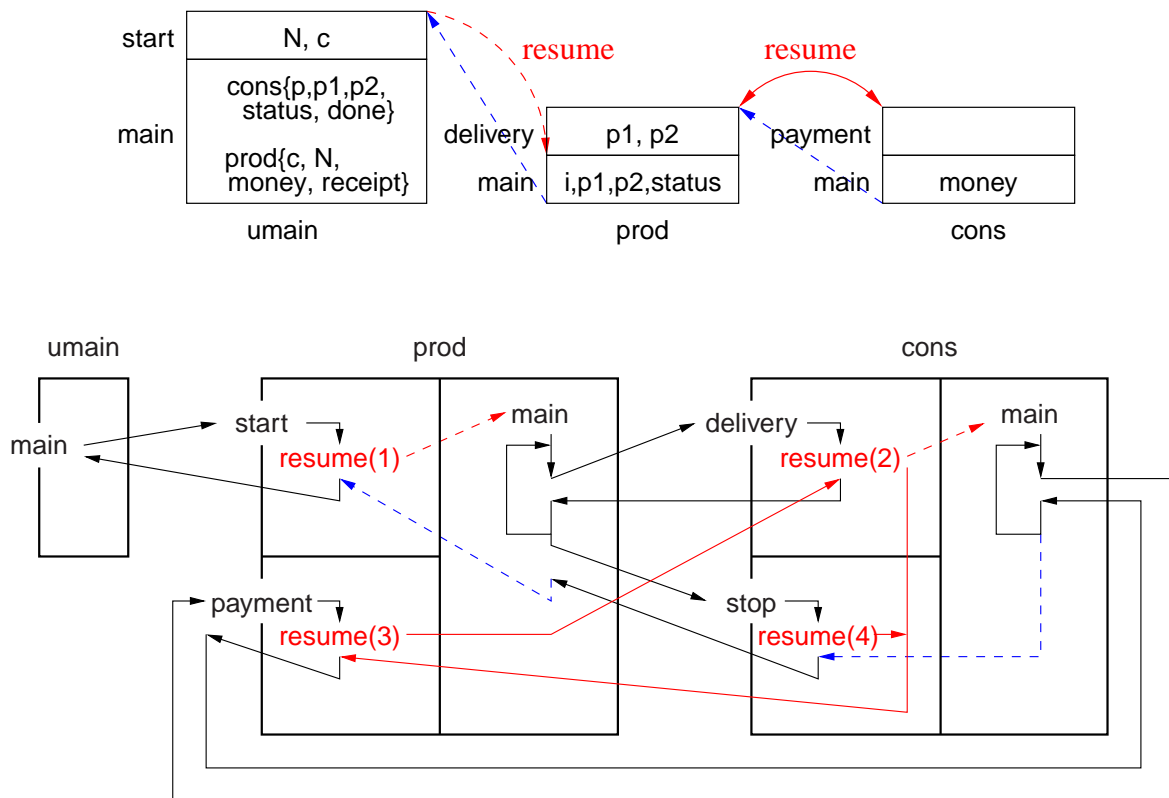 start
N, c
resume
resume
cons{p,p1,p2,
status, done}
main
delivery
p1, p2
payment
prod{c, N,
money, receipt}
main
i,p1,p2,status
main
money
umain
prod
cons
umain
prod
cons
main
start
resume(1)
main
delivery
resume(2)
main
payment
resume(3)
stop
resume(4)